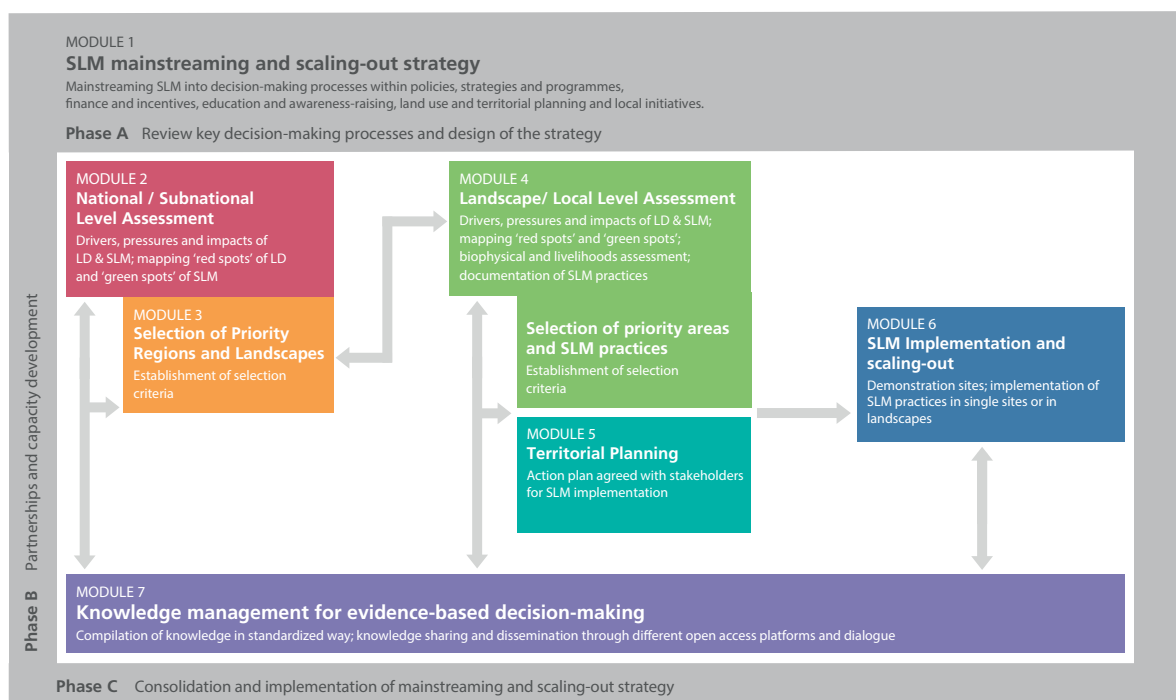 MODULE 1
SLM mainstreaming and scaling-out strategy
Mainstreaming SLM into decision-making processes within policies, strategies and programmes,
finance and incentives, education and awareness-raising, land use and territorial planning and local initiatives.
Phase A Review key decision-making processes and design of the strategy
MODULE 2
National / Subnational
Level Assessment
Drivers, pressures and impacts of
LD & SLM; mapping ‘red spots’ of LD
and ‘green spots’ of SLM
MODULE 3
Selection of Priority
Regions and Landscapes
Establishment of selection
criteria
MODULE 4
Landscape/ Local Level Assessment
Drivers, pressures and impacts of LD & SLM;
mapping ‘red spots’ and ‘green spots’;
biophysical and livelihoods assessment;
documentation of SLM practices
Selection of priority areas
and SLM practices
Establishment of selection
criteria
MODULE 5
Territorial Planning
Action plan agreed with stakeholders
for SLM implementation
MODULE 6
SLM Implementation and
scaling-out
Demonstration sites; implementation of
SLM practices in single sites or in
landscapes
MODULE 7
Knowledge management for evidence-based decision-making
Compilation of knowledge in standardized way; knowledge sharing and dissemination through different open access platforms and dialogue
Phase B Partnerships and capacity development
Phase C Consolidation and implementation of mainstreaming and scaling-out strategy